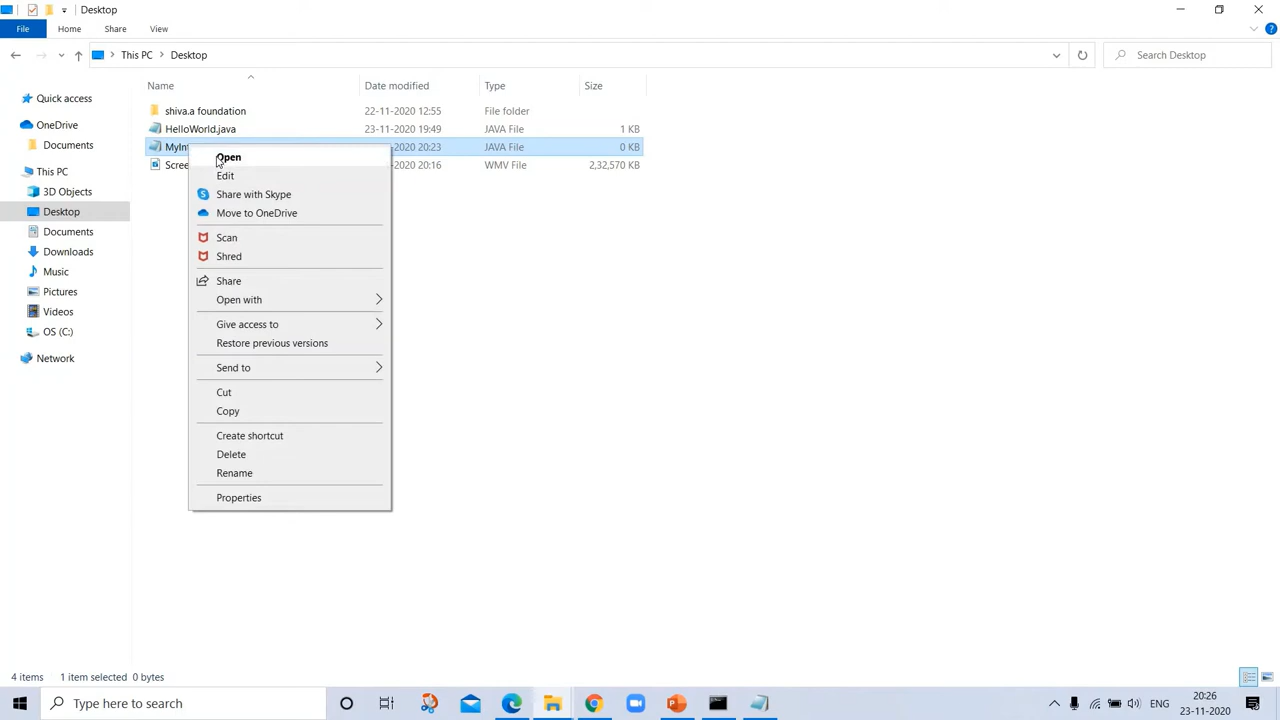 Desktop
File Home Share View
This PC Desktop Search Desktop
Name Date modified Type Size
Quick access
OneDrive
Documents
This PC
3D Objects
Desktop
Documents
Downloads
Music
Pictures
Videos
OS (C:)
Network
shiva.a foundation 22-11-2020 12:55 File folder
HelloWorld.java 23-11-2020 19:49 JAVA File 1 KB
2020 20:23 JAVA File 0 KB
2020 20:16 WMV File 2,32,570 KB
Open
Edit
Share with Skype
Move to OneDrive
Scan
Shred
Share
Open with
Give access to
Restore previous versions
Send to
Cut
Copy
Create shortcut
Delete
Rename
Properties
4 items 1 item selected 0 bytes
Type here to search ENG 20:26
23-11-2020